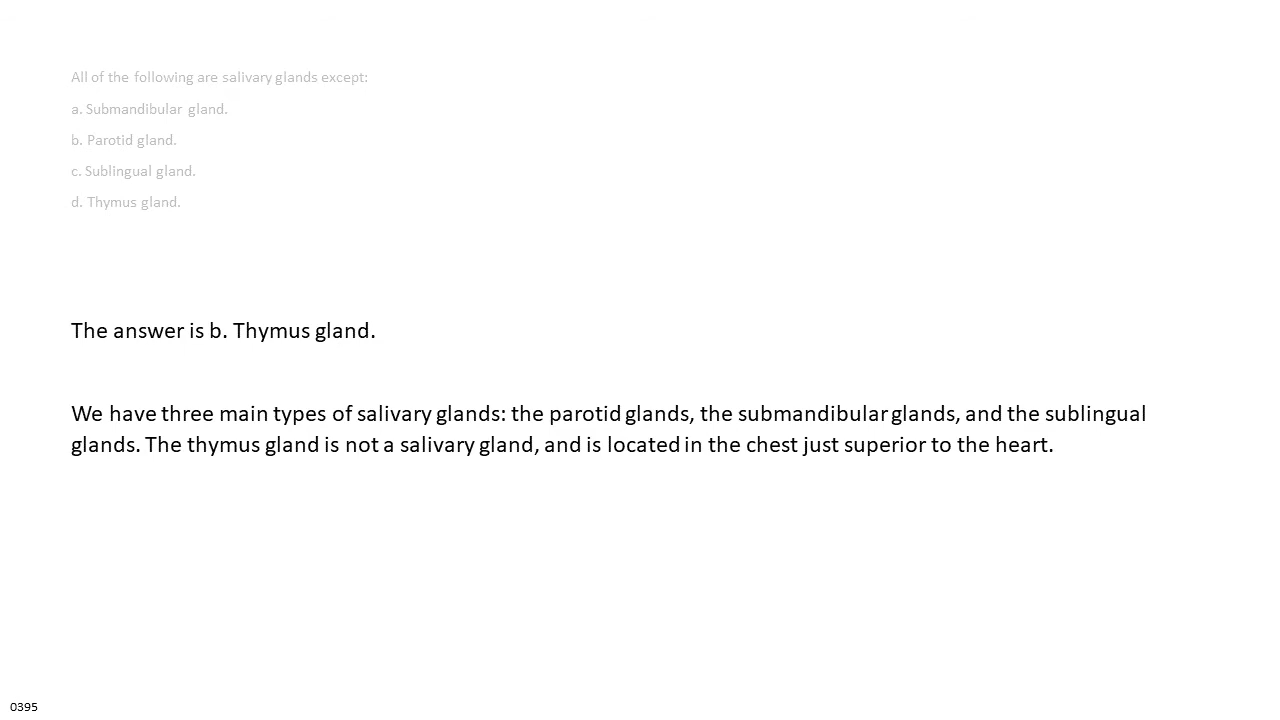 All of the following are salivary glands except:
a. Submandibular gland.
b. Parotid gland.
c. Sublingual gland.
d. Thymus gland.
The answer is b. Thymus gland.
We have three main types of salivary glands: the parotid glands, the submandibular glands, and the sublingual
glands. The thymus gland is not a salivary gland, and is located in the chest just superior to the heart.
0395